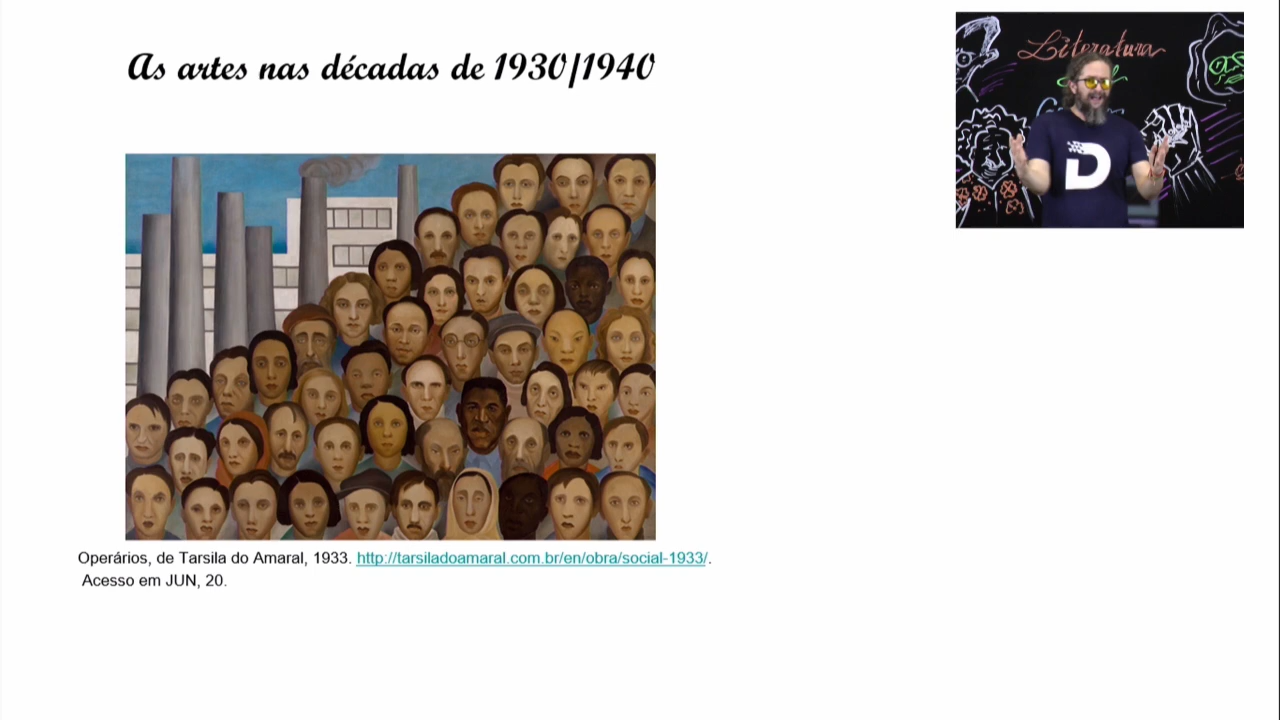 As artes nas décadas de 1930/1940
Literatura
D
Operários, de Tarsila do Amaral, 1933. http://tarsiladoamaral.com.br/en/obra/social-1933/.
Acesso em JUN, 20.